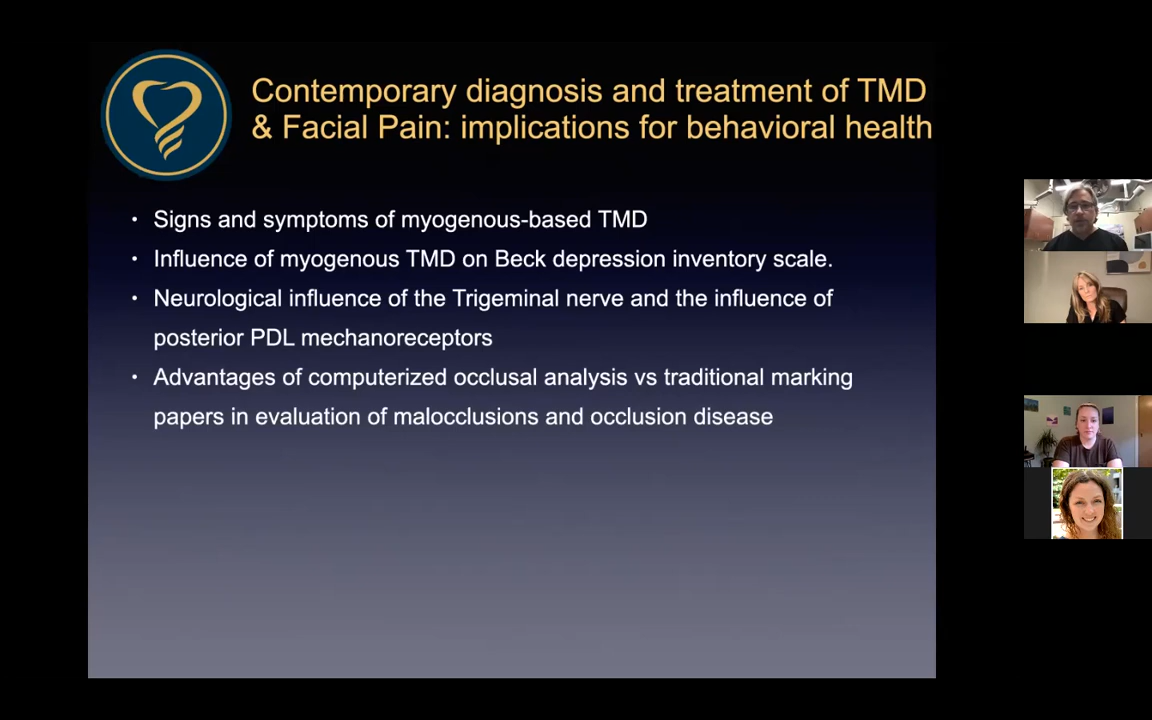 Contemporary diagnosis and treatment of TMD
& Facial Pain: implications for behavioral health
• Signs and symptoms of myogenous-based TMD
• Influence of myogenous TMD on Beck depression inventory scale.
• Neurological influence of the Trigeminal nerve and the influence of
posterior PDL mechanoreceptors
• Advantages of computerized occlusal analysis vs traditional marking
papers in evaluation of malocclusions and occlusion disease